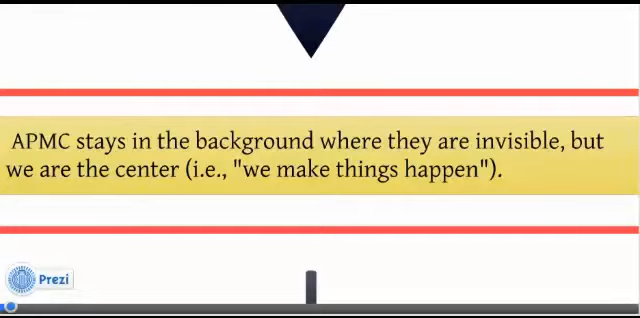 APMC stays in the background where they are invisible, but
we are the center (i.e., "we make things happen").
Prezi